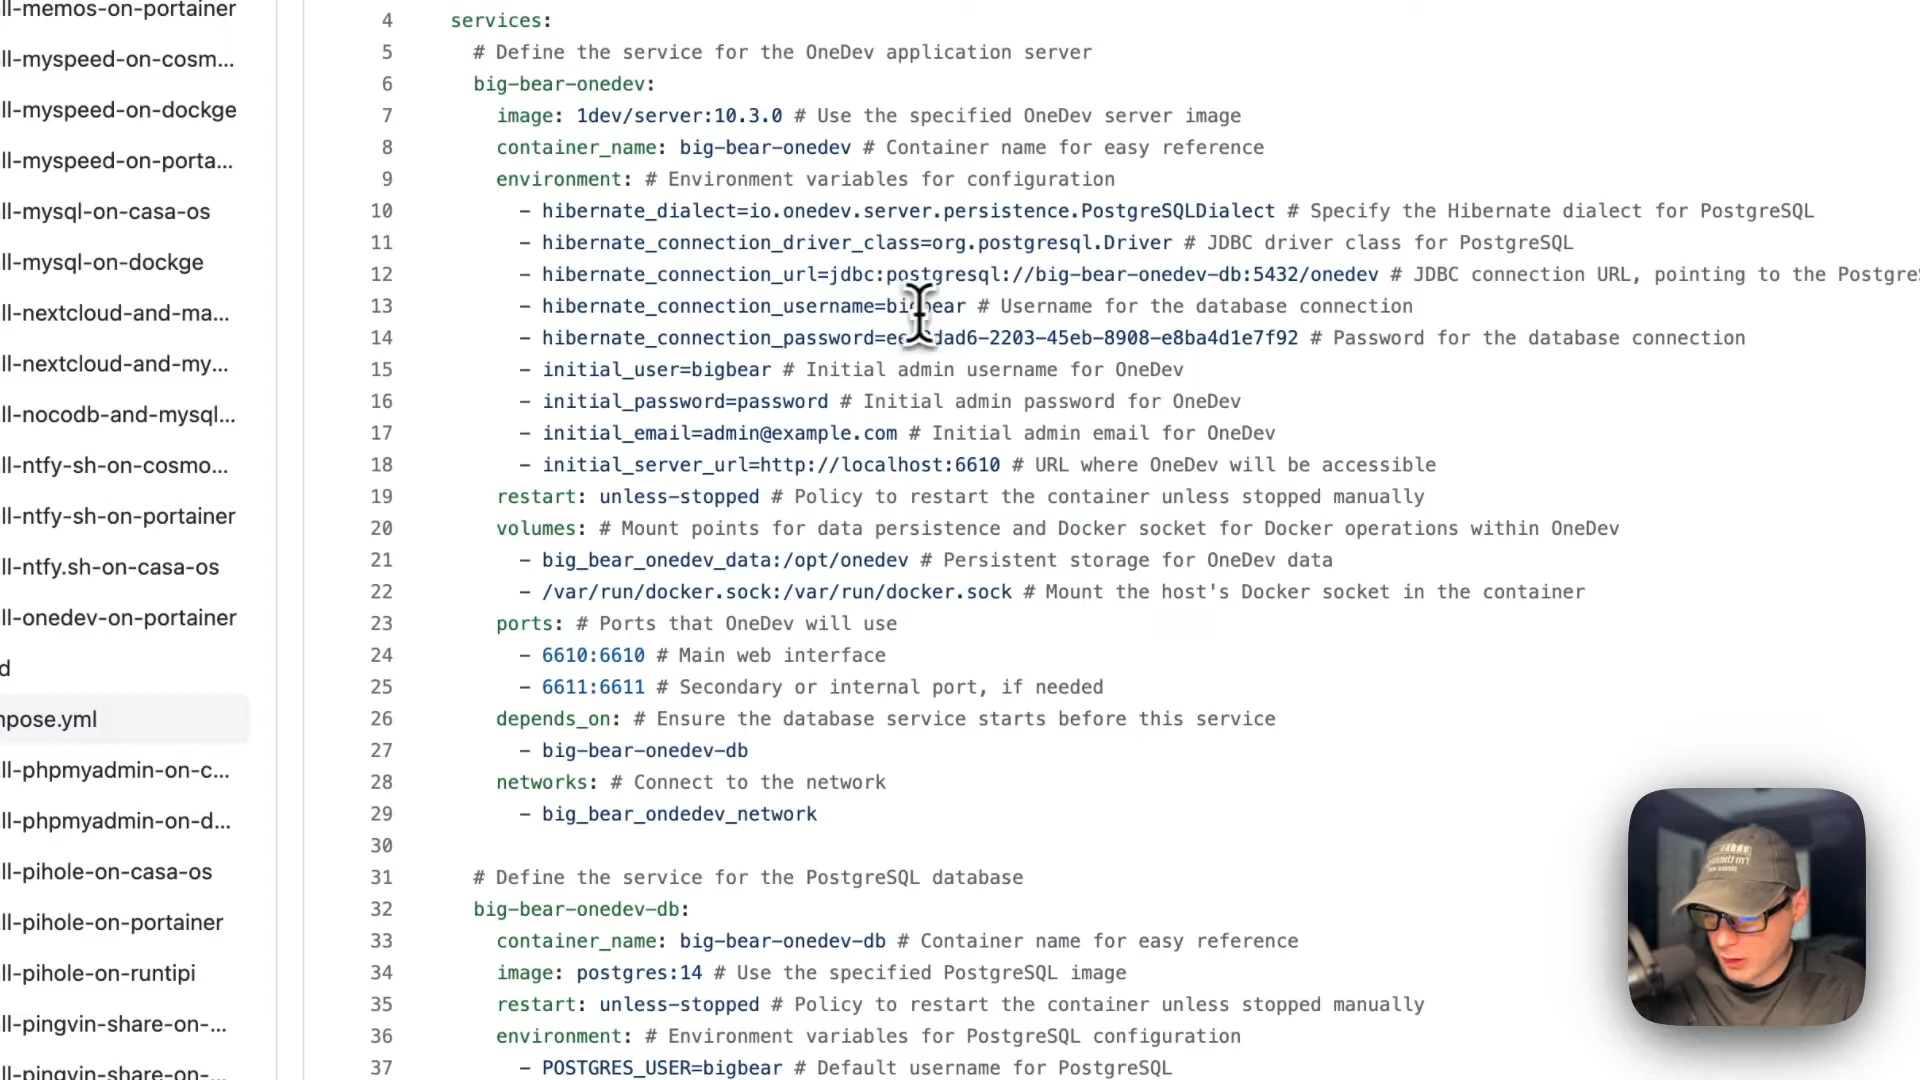 ll-memos-on-portainer
ll-myspeed-on-cosm...
ll-myspeed-on-dockge
ll-myspeed-on-porta...
ll-mysql-on-casa-os
ll-mysql-on-dockge
ll-nextcloud-and-ma...
ll-nextcloud-and-my...
ll-nocodb-and-mysql...
ll-ntfy-sh-on-cosmo...
ll-ntfy-sh-on-portainer
ll-ntfy.sh-on-casa-os
ll-onedev-on-portainer
d
npose.yml
ll-phpmyadmin-on-c...
ll-phpmyadmin-on-d...
ll-pihole-on-casa-os
ll-pihole-on-portainer
ll-pihole-on-runtipi
ll-pingvin-share-on-...
ll-pingvin-share-on-...
4 services:
5 # Define the service for the OneDev application server
6 big-bear-onedev:
7 image: 1dev/server:10.3.0 # Use the specified OneDev server image
8 container_name: big-bear-onedev # Container name for easy reference
9 environment: # Environment variables for configuration
10 - hibernate_dialect=io.onedev.server.persistence.PostgreSQLDialect # Specify the Hibernate dialect for PostgreSQL
11 - hibernate_connection_driver_class=org.postgresql.Driver # JDBC driver class for PostgreSQL
12 - hibernate_connection_url=jdbc:postgresql://big-bear-onedev-db:5432/onedev # JDBC connection URL, pointing to the Postgre
13 - hibernate_connection_username=bigbear # Username for the database connection
14 - # Password for the database connection
15 - initial_user=bigbear # Initial admin username for OneDev
16 - initial_password=password # Initial admin password for OneDev
17 - initial_email=admin@example.com # Initial admin email for OneDev
18 - initial_server_url=http://localhost:6610 # URL where OneDev will be accessible
19 restart: unless-stopped # Policy to restart the container unless stopped manually
20 volumes: # Mount points for data persistence and Docker socket for Docker operations within OneDev
21 - big_bear_onedev_data:/opt/onedev # Persistent storage for OneDev data
22 - /var/run/docker.sock:/var/run/docker.sock # Mount the host's Docker socket in the container
23 ports: # Ports that OneDev will use
24 - 6610:6610 # Main web interface
25 - 6611:6611 # Secondary or internal port, if needed
26 depends_on: # Ensure the database service starts before this service
27 - big-bear-onedev-db
28 networks: # Connect to the network
29 - big_bear_ondedev_network
30
31 # Define the service for the PostgreSQL database
32 big-bear-onedev-db:
33 container_name: big-bear-onedev-db # Container name for easy reference
34 image: postgres:14 # Use the specified PostgreSQL image
35 restart: unless-stopped # Policy to restart the container unless stopped manually
36 environment: # Environment variables for PostgreSQL configuration
37 - POSTGRES_USER=bigbear # Default username for PostgreSQL